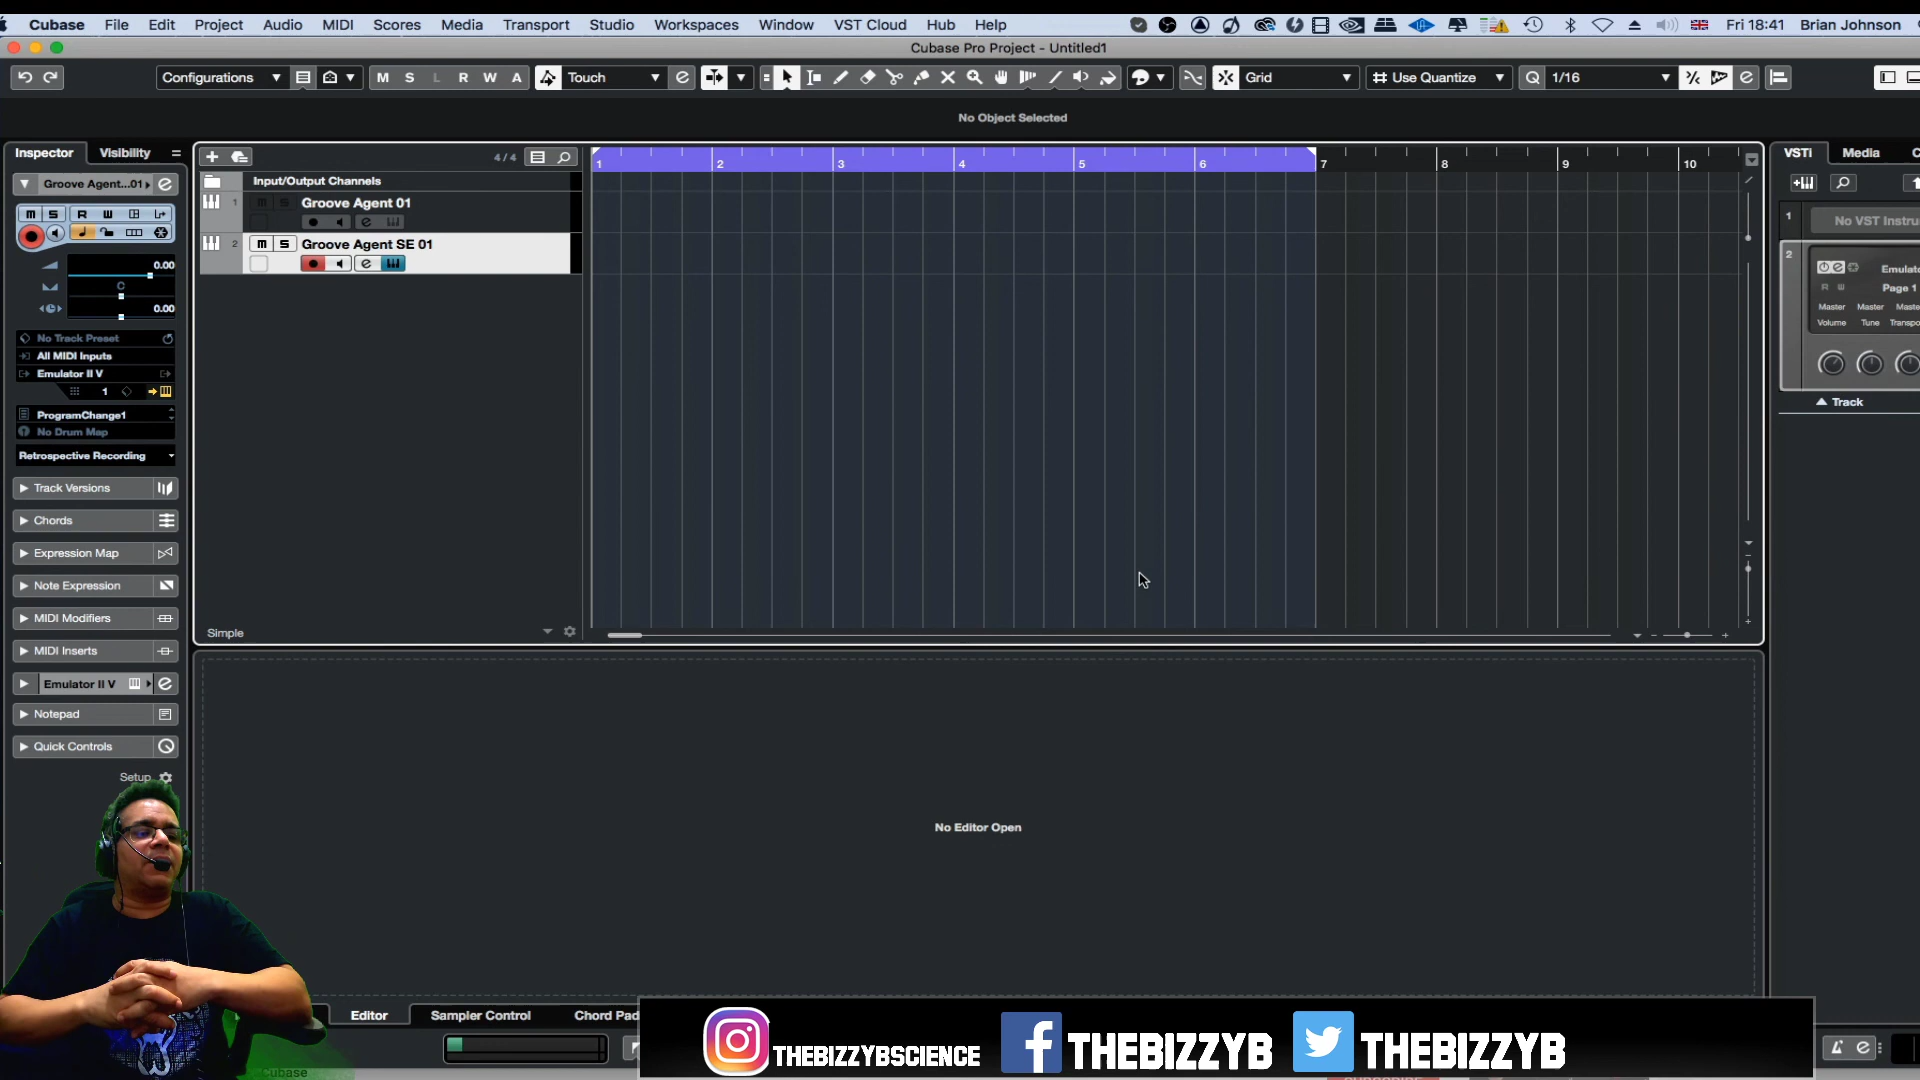 Cubase File Edit Project Audio MIDI Scores Media Transport Studio Workspaces Window VST Cloud Hub Help Fri 18:41 Brian Johnson
Cubase Pro Project - Untitled1
Configurations M S L R W A Touch Grid Use Quantize 1/16
No Object Selected
Inspector Visibility
4/4
1 2 3 4 5 6 7 8 9 10
VSTi Media
Groove Agent...01
Input/Output Channels
M S R W
1 Groove Agent 01
2 M S Groove Agent SE 01
0.00
C
0.00
No Track Preset
All MIDI Inputs
Emulator II V
1
ProgramChange1
No Drum Map
Retrospective Recording
Track Versions
Chords
Expression Map
Note Expression
MIDI Modifiers
MIDI Inserts
Emulator II V
Notepad
Quick Controls
Setup
Simple
1 No VST Instru
2 Emulato
R W Page 1
Master Master Maste
Volume Tune Transpo
Track
No Editor Open
Editor Sampler Control Chord Pad
THEBIZZYBSCIENCE THEBIZZYB THEBIZZYB
Cubase